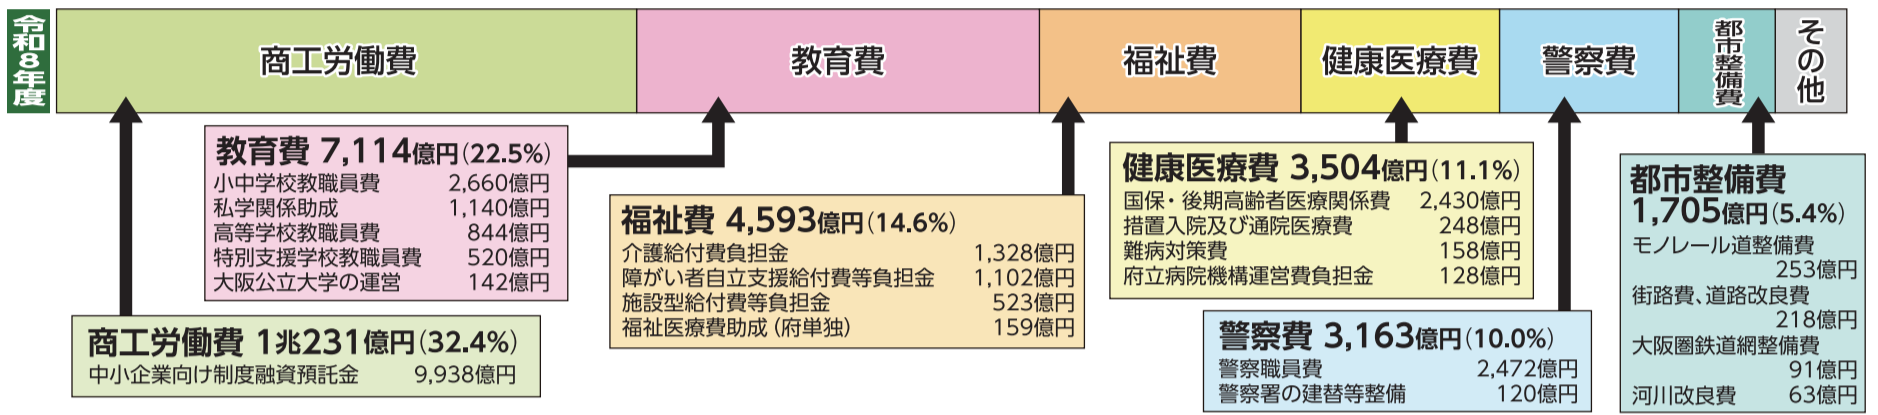 令和8年度
商工労働費
教育費
福祉費
健康医療費
警察費
都市整備費
その他
教育費 7,114億円(22.5%)
小中学校教職員費 2,660億円
私学関係助成 1,140億円
高等学校教職員費 844億円
特別支援学校教職員費 520億円
大阪公立大学の運営 142億円
商工労働費 1兆231億円(32.4%)
中小企業向け制度融資預託金 9,938億円
福祉費 4,593億円(14.6%)
介護給付費負担金 1,328億円
障がい者自立支援給付費等負担金 1,102億円
施設型給付費等負担金 523億円
福祉医療費助成(府単独) 159億円
健康医療費 3,504億円(11.1%)
国保・後期高齢者医療関係費 2,430億円
措置入院及び通院医療費 248億円
難病対策費 158億円
府立病院機構運営費負担金 128億円
警察費 3,163億円(10.0%)
警察職員費 2,472億円
警察署の建替等整備 120億円
都市整備費
1,705億円(5.4%)
モノレール道整備費
253億円
街路費、道路改良費
218億円
大阪圏鉄道網整備費
91億円
河川改良費 63億円